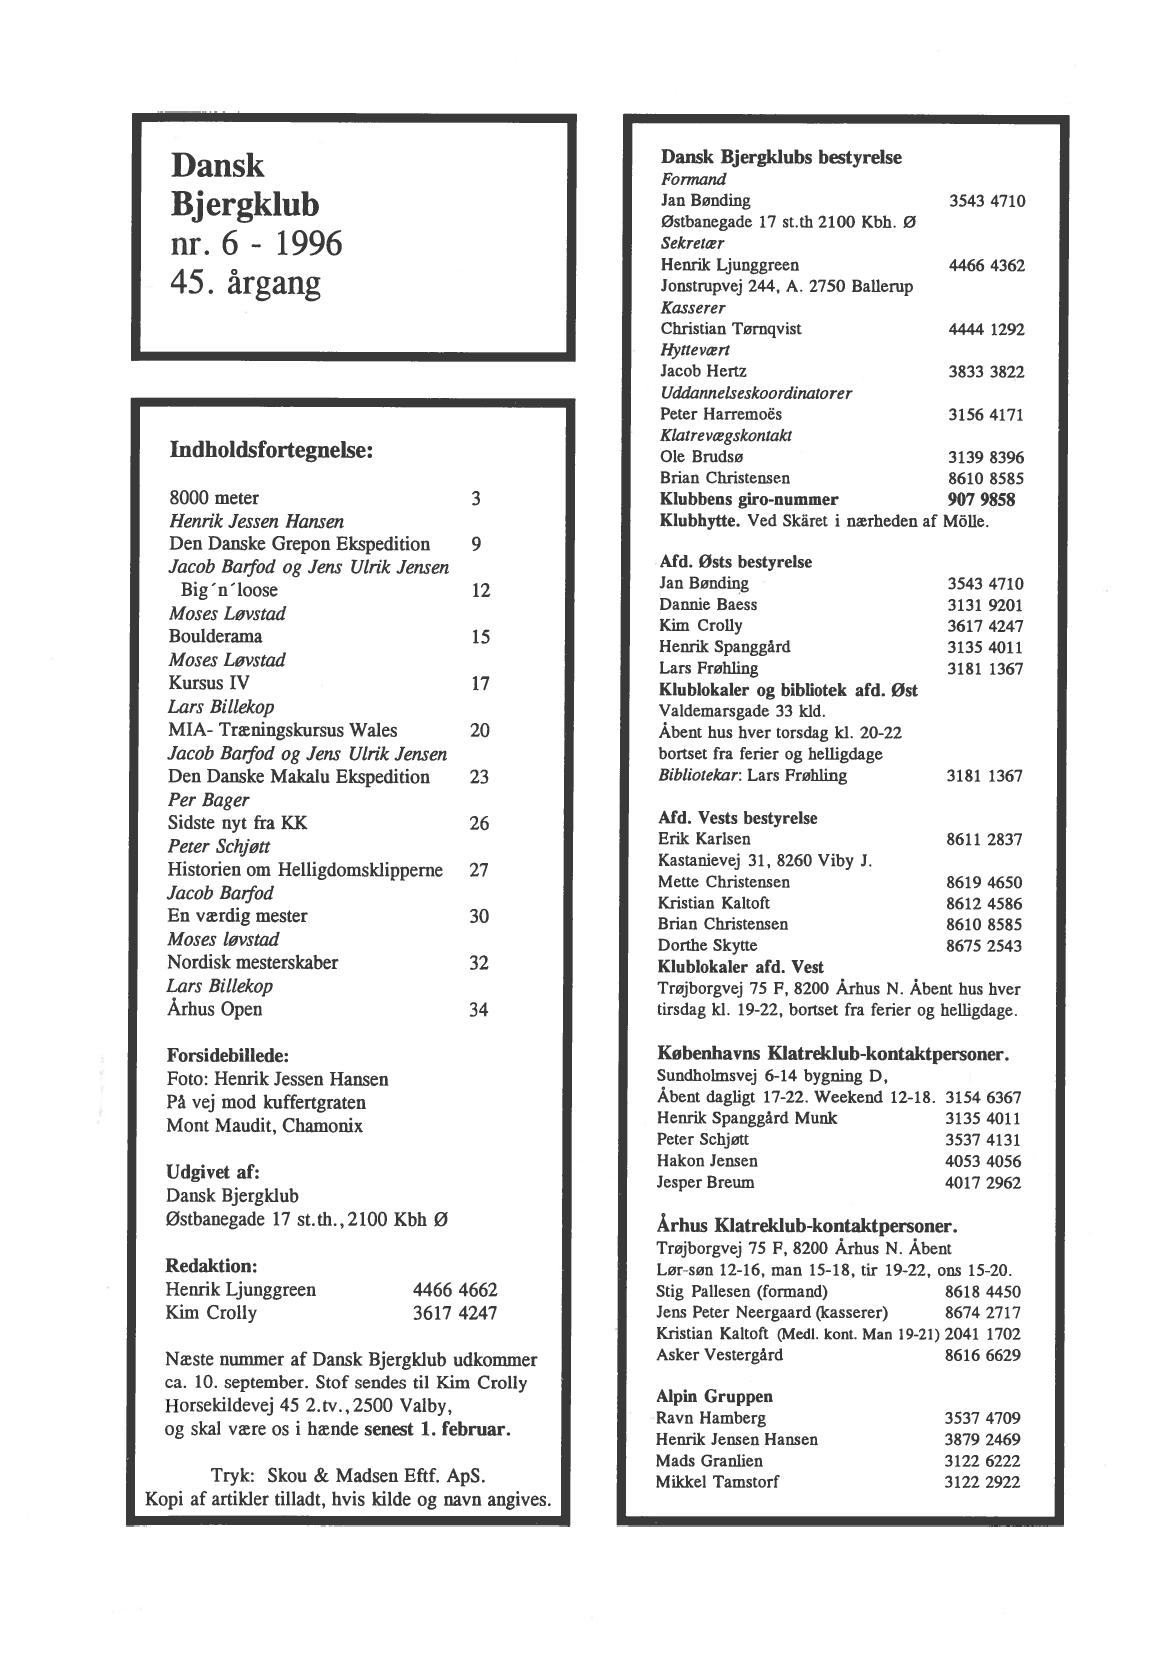 Dansk
Bjergklub
nr. 6 - 1996
45. årgang
Indholdsfortegnelse:
8000 meter 3
Henrik Jessen Hansen
Den Danske Grepon Ekspedition 9
Jacob Barfod og Jens Ulrik Jensen
Big´n´loose 12
Moses Løvstad
Boulderama 15
Moses Løvstad
Kursus IV 17
Lars Billekop
MIA- Træningskursus Wales 20
Jacob Barfod og Jens Ulrik Jensen
Den Danske Makalu Ekspedition 23
Per Bager
Sidste nyt fra KK 26
Peter Schjøtt
Historien om Helligdomsklipperne 27
Jacob Barfod
En værdig mester 30
Moses løvstad
Nordisk mesterskaber 32
Lars Billekop
Århus Open 34
Forsidebillede:
Foto: Henrik Jessen Hansen
På vej mod kuffertgraten
Mont Maudit, Chamonix
Udgivet af:
Dansk Bjergklub
Østbanegade 17 st.th., 2100 Kbh Ø
Redaktion:
Henrik Ljunggreen 4466 4662
Kim Crolly 3617 4247
Næste nummer af Dansk Bjergklub udkommer
ca. 10. september. Stof sendes til Kim Crolly
Horsekildevej 45 2.tv., 2500 Valby,
og skal være os i hænde senest 1. februar.
Tryk: Skou & Madsen Eftf. ApS.
Kopi af artikler tilladt, hvis kilde og navn angives.
Dansk Bjergklubs bestyrelse
Formand
Jan Bønding 3543 4710
Østbanegade 17 st.th 2100 Kbh. Ø
Sekretær
Henrik Ljunggreen 4466 4362
Jonstrupvej 244, A. 2750 Ballerup
Kasserer
Christian Tørnqvist 4444 1292
Hyttevært
Jacob Hertz 3833 3822
Uddannelseskoordinatorer
Peter Harremoës 3156 4171
Klatrevægskontakt
Ole Brudsø 3139 8396
Brian Christensen 8610 8585
Klubbens giro-nummer 907 9858
Klubhytte. Ved Skäret i nærheden af Mölle.
Afd. Østs bestyrelse
Jan Bønding 3543 4710
Dannie Baess 3131 9201
Kim Crolly 3617 4247
Henrik Spanggård 3135 4011
Lars Frøhling 3181 1367
Klublokaler og bibliotek afd. Øst
Valdemarsgade 33 kld.
Åbent hus hver torsdag kl. 20-22
bortset fra ferier og helligdage
Bibliotekar: Lars Frøhling 3181 1367
Afd. Vests bestyrelse
Erik Karlsen 8611 2837
Kastanievej 31, 8260 Viby J.
Mette Christensen 8619 4650
Kristian Kaltoft 8612 4586
Brian Christensen 8610 8585
Dorthe Skytte 8675 2543
Klublokaler afd. Vest
Trøjborgvej 75 F, 8200 Århus N. Åbent hus hver
tirsdag kl. 19-22, bortset fra ferier og helligdage.
Københavns Klatreklub-kontaktpersoner.
Sundholmsvej 6-14 bygning D,
Åbent dagligt 17-22. Weekend 12-18. 3154 6367
Henrik Spanggård Munk 3135 4011
Peter Schjøtt 3537 4131
Hakon Jensen 4053 4056
Jesper Breum 4017 2962
Århus Klatreklub-kontaktpersoner.
Trøjborgvej 75 F, 8200 Århus N. Åbent
Lør-søn 12-16, man 15-18, tir 19-22, ons 15-20.
Stig Pallesen (formand) 8618 4450
Jens Peter Neergaard (kasserer) 8674 2717
Kristian Kaltoft (Medl. kont. Man 19-21) 2041 1702
Asker Vestergård 8616 6629
Alpin Gruppen
Ravn Hamberg 3537 4709
Henrik Jensen Hansen 3879 2469
Mads Granlien 3122 6222
Mikkel Tamstorf 3122 2922